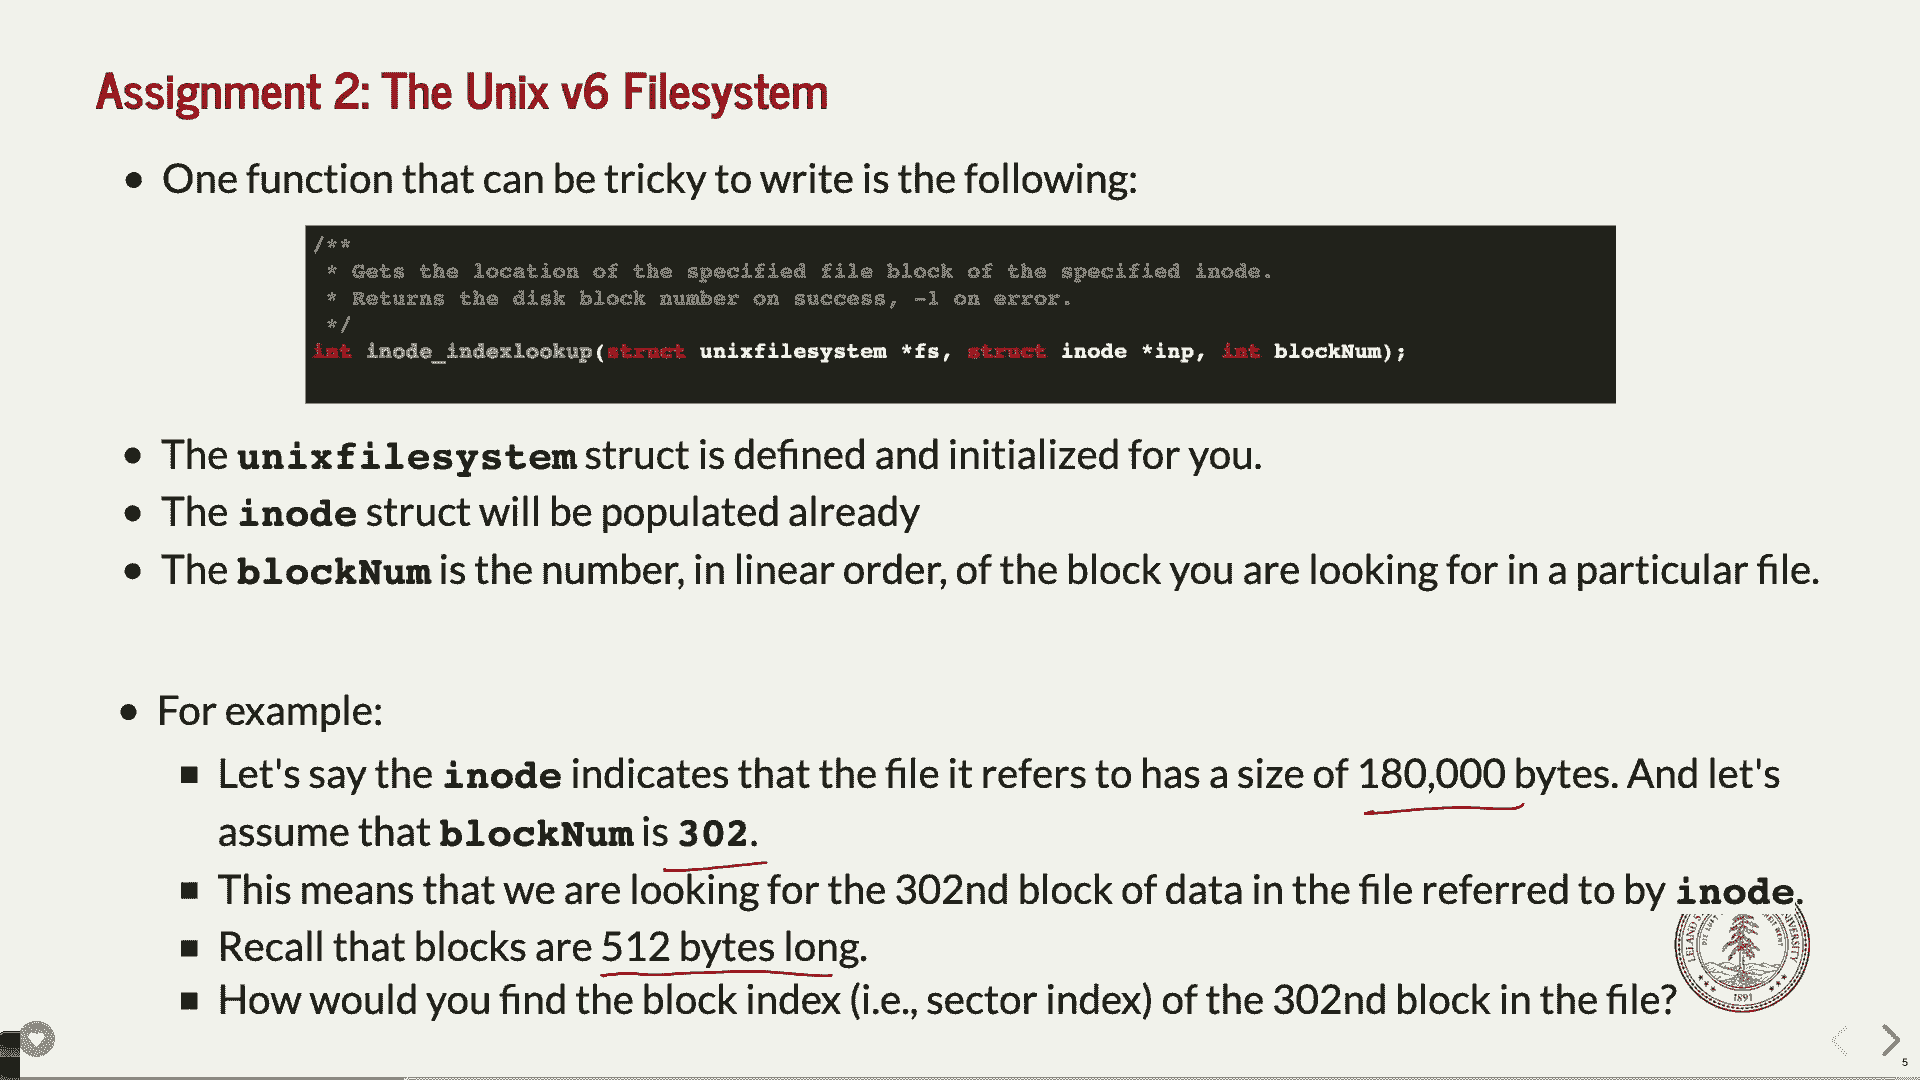 Assignment 2: The Unix v6 Filesystem
• One function that can be tricky to write is the following:
/**
 * Gets the location of the specified file block of the specified inode.
 * Returns the disk block number on success, -1 on error.
 */
int inode_indexlookup(struct unixfilesystem *fs, struct inode *inp, int blockNum);
• The unixfilesystem struct is defined and initialized for you.
• The inode struct will be populated already
• The blockNum is the number, in linear order, of the block you are looking for in a particular file.
• For example:
▪ Let's say the inode indicates that the file it refers to has a size of 180,000 bytes. And let's
assume that blockNum is 302.
▪ This means that we are looking for the 302nd block of data in the file referred to by inode.
▪ Recall that blocks are 512 bytes long.
▪ How would you find the block index (i.e., sector index) of the 302nd block in the file?
1891
5